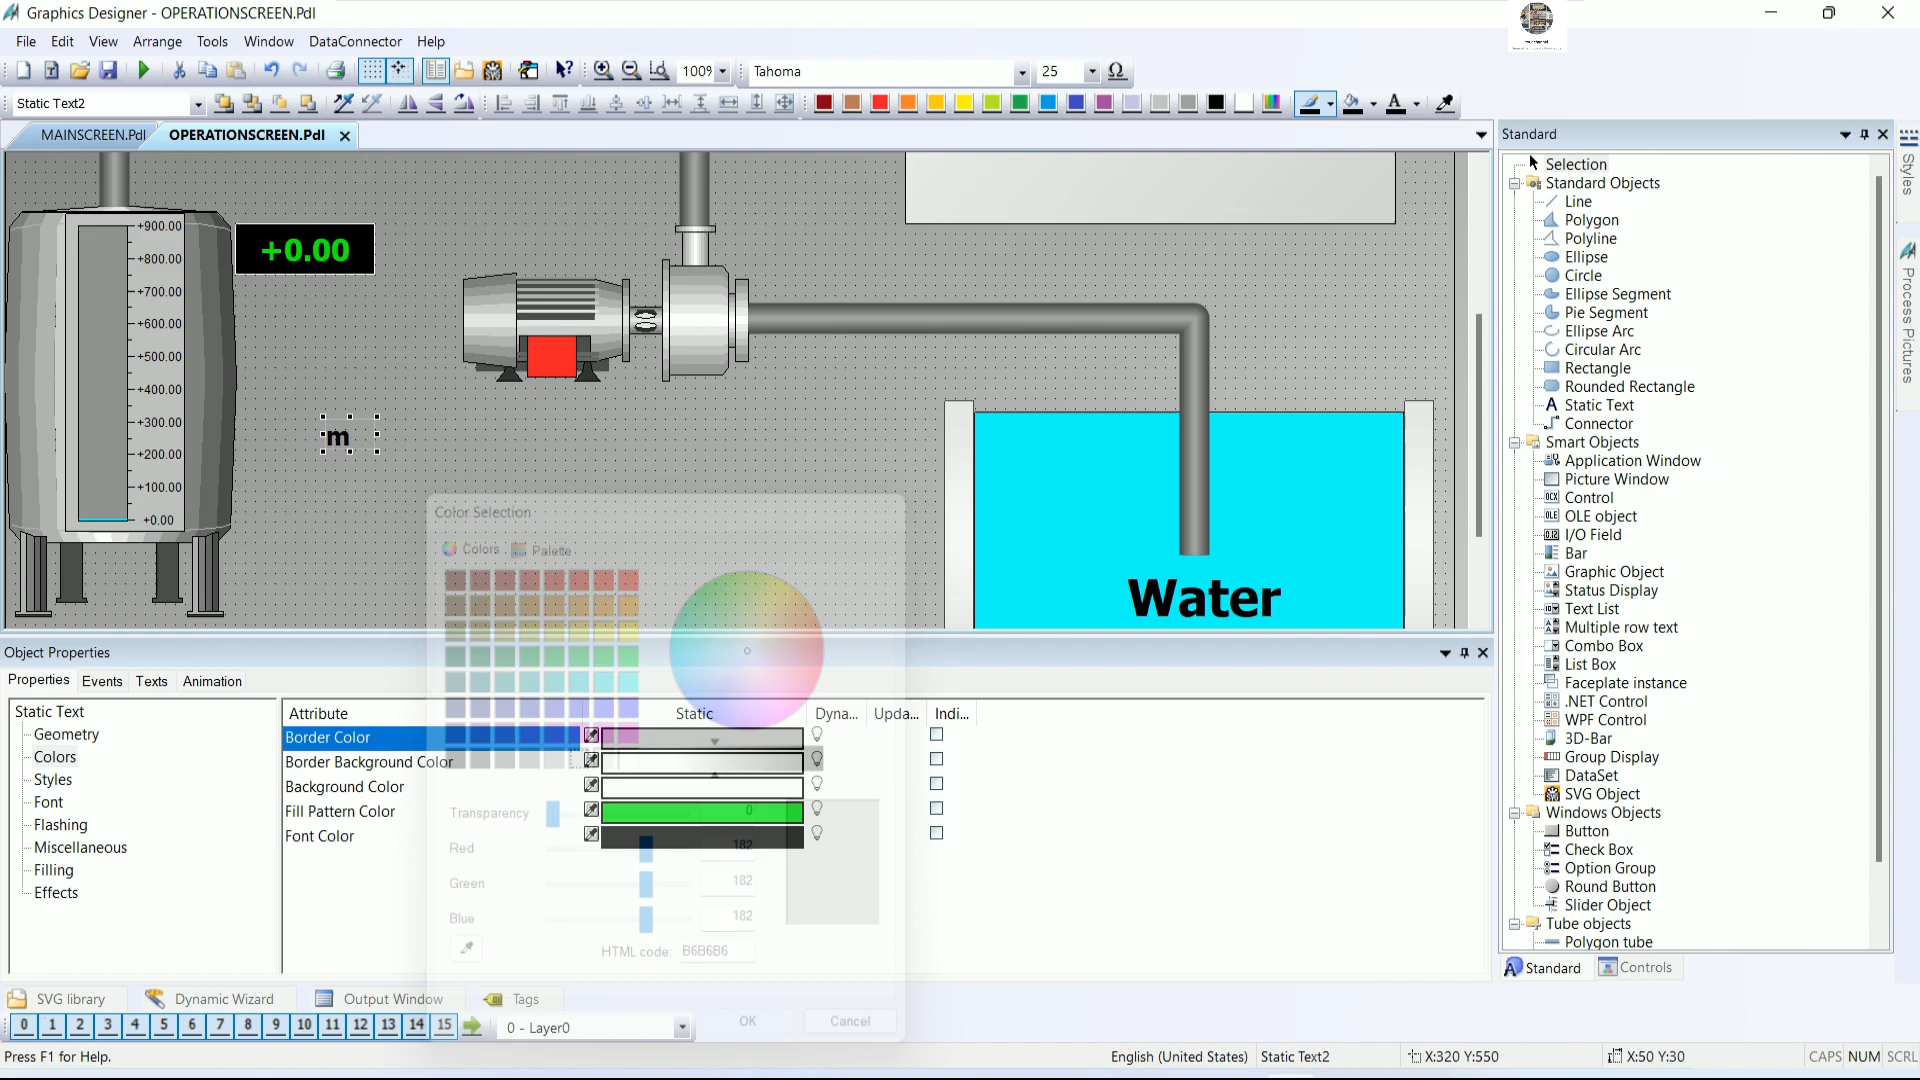 Graphics Designer - OPERATIONSCREEN.Pdl
File Edit View Arrange Tools Window DataConnector Help
100% Tahoma 25
Static Text2
MAINSCREEN.Pdl OPERATIONSCREEN.Pdl
+900.00
+800.00
+700.00
+600.00
+500.00
+400.00
+300.00
+200.00
+100.00
+0.00
+0.00
m
Water
Color Selection
Colors Palette
Transparency 0
Red 182
Green 182
Blue 182
HTML code: B6B6B6
OK Cancel
Object Properties
Properties Events Texts Animation
Static Text
Geometry
Colors
Styles
Font
Flashing
Miscellaneous
Filling
Effects
Attribute Static Dyna... Upda... Indi...
Border Color
Border Background Color
Background Color
Fill Pattern Color
Font Color
SVG library Dynamic Wizard Output Window Tags
0 1 2 3 4 5 6 7 8 9 10 11 12 13 14 15 0 - Layer0
Press F1 for Help. English (United States) Static Text2 X:320 Y:550 X:50 Y:30 CAPS NUM SCRL
Standard
Selection
Standard Objects
Line
Polygon
Polyline
Ellipse
Circle
Ellipse Segment
Pie Segment
Ellipse Arc
Circular Arc
Rectangle
Rounded Rectangle
Static Text
Connector
Smart Objects
Application Window
Picture Window
Control
OLE object
I/O Field
Bar
Graphic Object
Status Display
Text List
Multiple row text
Combo Box
List Box
Faceplate instance
.NET Control
WPF Control
3D-Bar
Group Display
DataSet
SVG Object
Windows Objects
Button
Check Box
Option Group
Round Button
Slider Object
Tube objects
Polygon tube
Standard Controls
Styles
Process Pictures